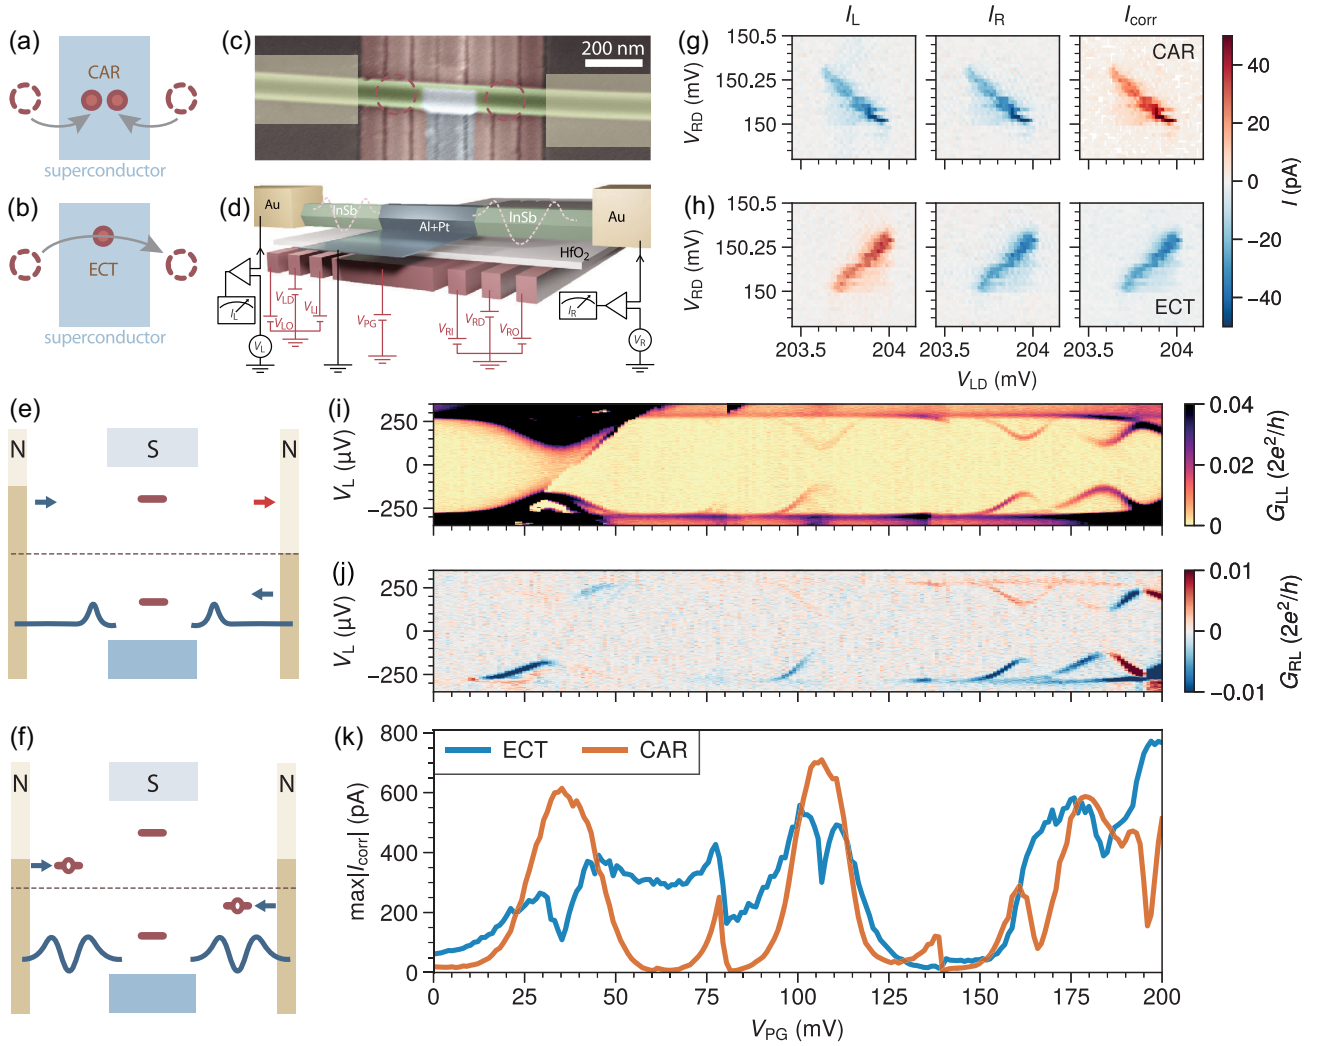 (a)
CAR
superconductor
(b)
ECT
superconductor
(c)
200 nm
(d)
Au
InSb
Al+Pt
InSb
Au
HfO2
IL
VL
VLO
VLD
VLI
VPG
VRI
VRD
VRO
IR
VR
(e)
N
S
N
(f)
N
S
N
(g)
IL
IR
Icorr
150.5
150.25
150
VRD (mV)
CAR
(h)
150.5
150.25
150
VRD (mV)
ECT
203.5 204
203.5 204
203.5 204
VLD (mV)
40
20
0
−20
−40
I (pA)
(i)
250
0
−250
VL (µV)
0.04
0.02
0
GLL (2e²/h)
(j)
250
0
−250
VL (µV)
0.01
0
−0.01
GRL (2e²/h)
(k)
ECT
CAR
800
600
400
200
0
max|Icorr| (pA)
0 25 50 75 100 125 150 175 200
VPG (mV)